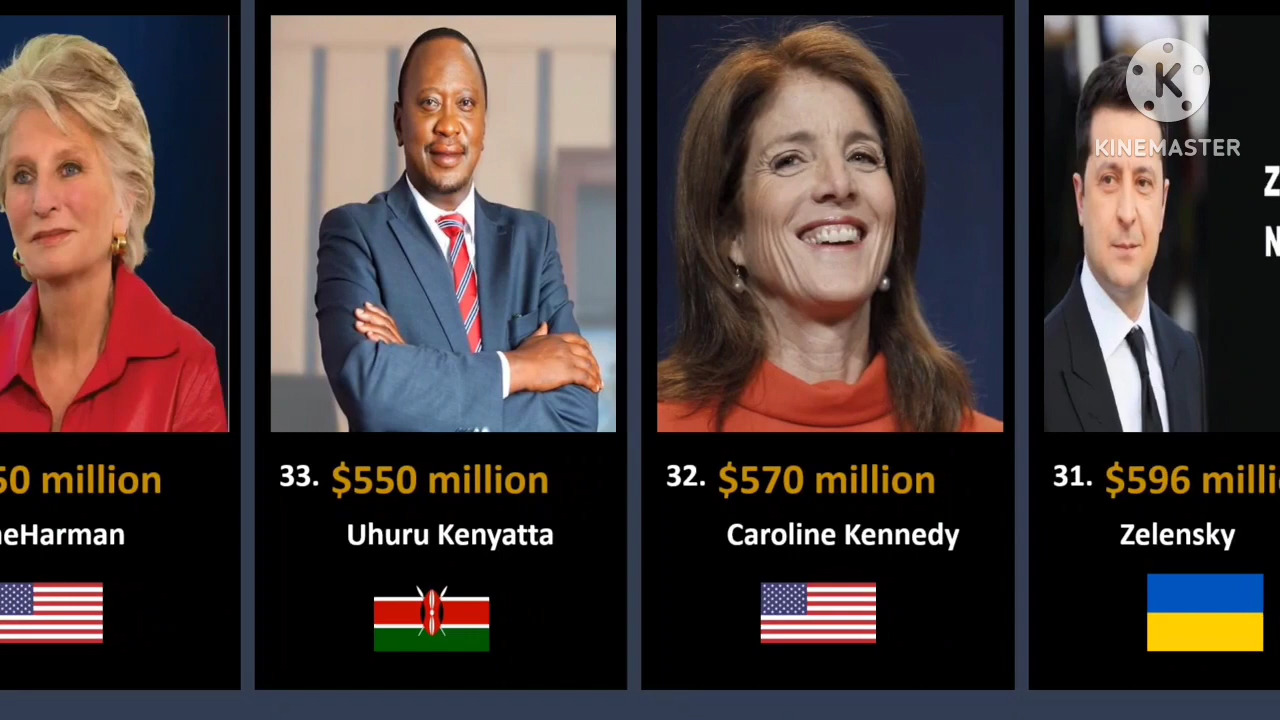 K
KINEMASTER
Z
N
50 million
eHarman
33. $550 million
Uhuru Kenyatta
32. $570 million
Caroline Kennedy
31. $596 milli
Zelensky